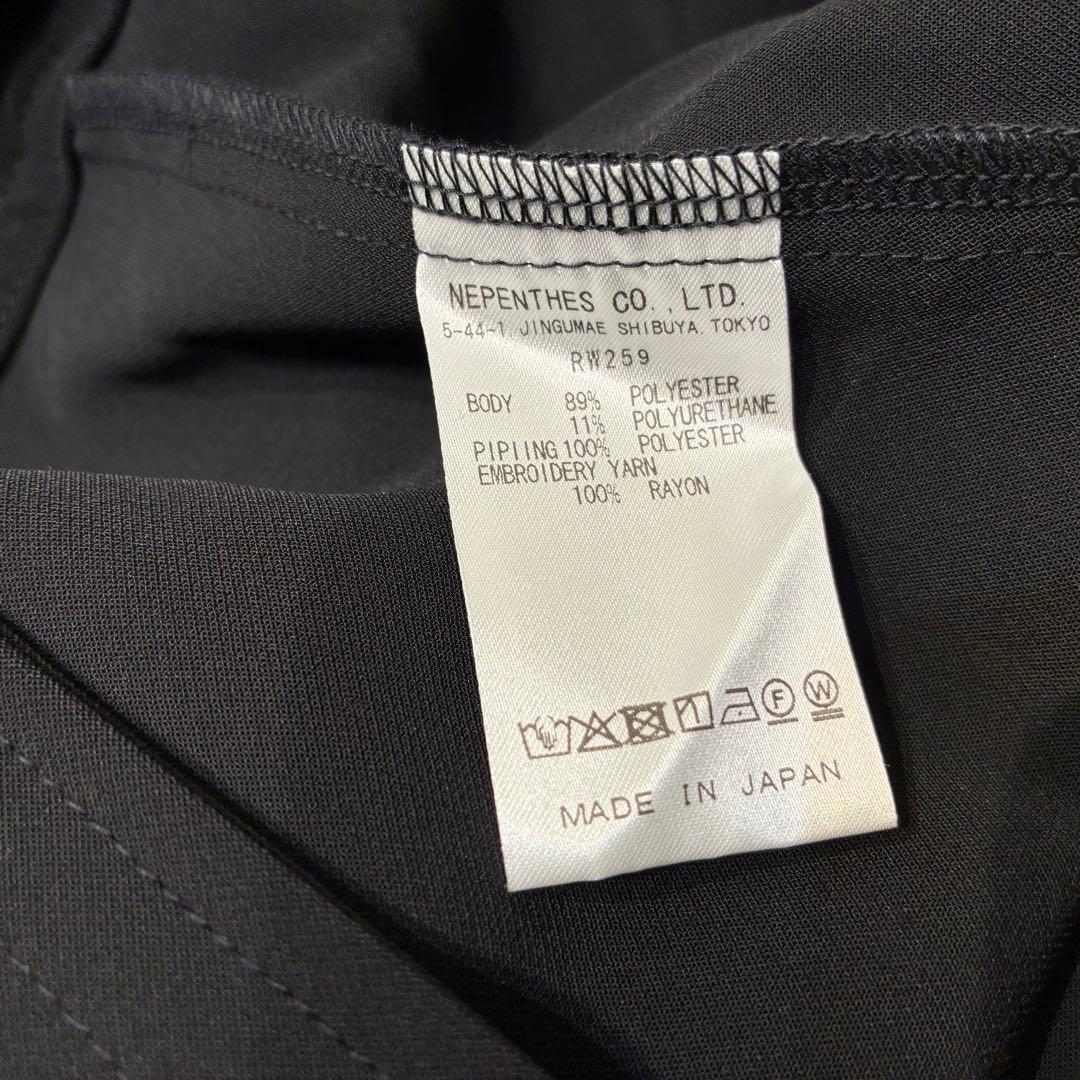 NEPENTHES CO., LTD.
5-44-1 JINGUMAE SHIBUYA TOKYO
RW259
BODY 89% POLYESTER
11% POLYURETHANE
PIPIING 100% POLYESTER
EMBROIDERY YARN
100% RAYON
F W
MADE IN JAPAN